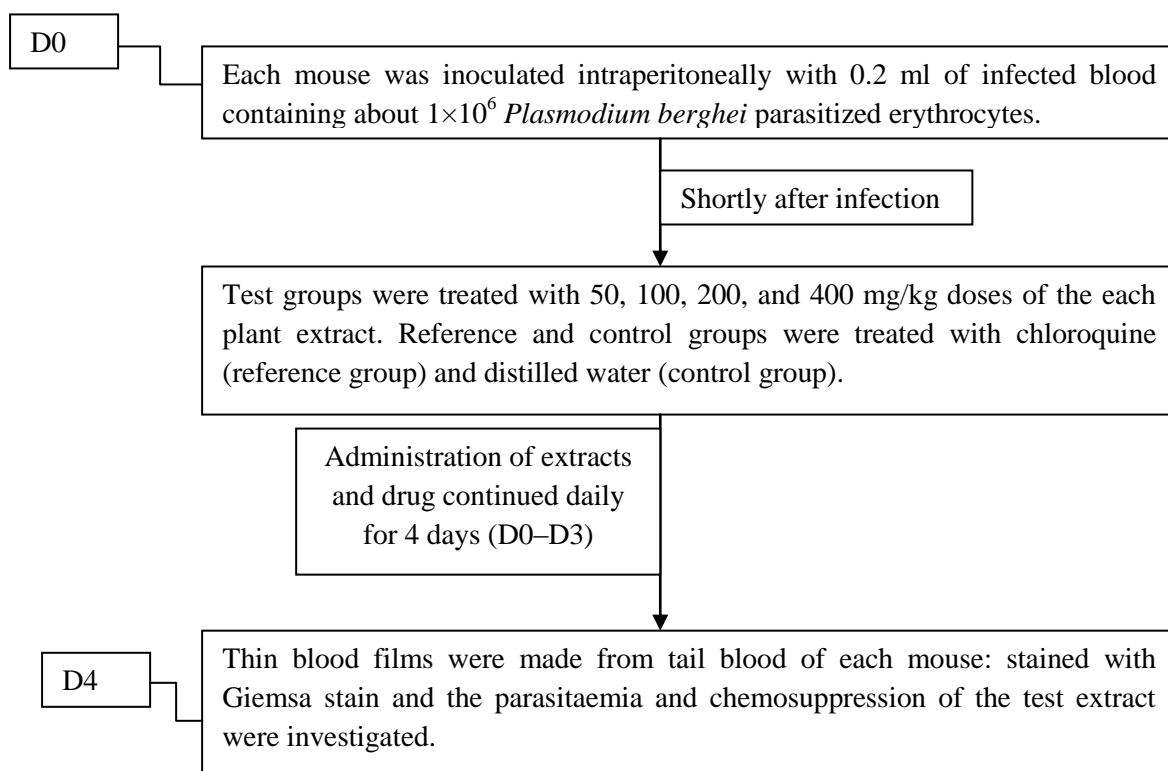 D0
Each mouse was inoculated intraperitoneally with 0.2 ml of infected blood
containing about 1×10⁶ Plasmodium berghei parasitized erythrocytes.
Shortly after infection
Test groups were treated with 50, 100, 200, and 400 mg/kg doses of the each
plant extract. Reference and control groups were treated with chloroquine
(reference group) and distilled water (control group).
Administration of extracts
and drug continued daily
for 4 days (D0–D3)
D4
Thin blood films were made from tail blood of each mouse: stained with
Giemsa stain and the parasitaemia and chemosuppression of the test extract
were investigated.